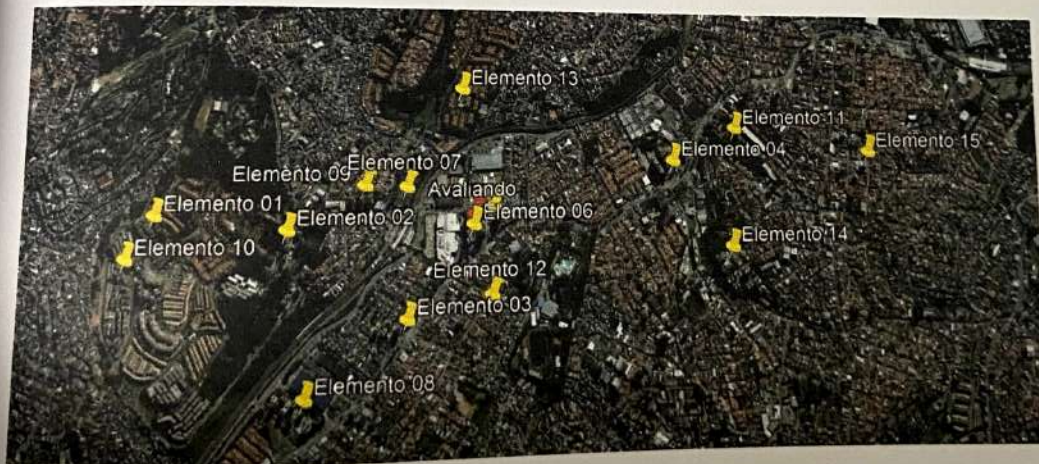 Elemento 13
Elemento 11
Elemento 15
Elemento 04
Elemento 07
Elemento 09
Avaliando
Elemento 01
Elemento 06
Elemento 02
Elemento 14
Elemento 10
Elemento 12
Elemento 03
Elemento 08